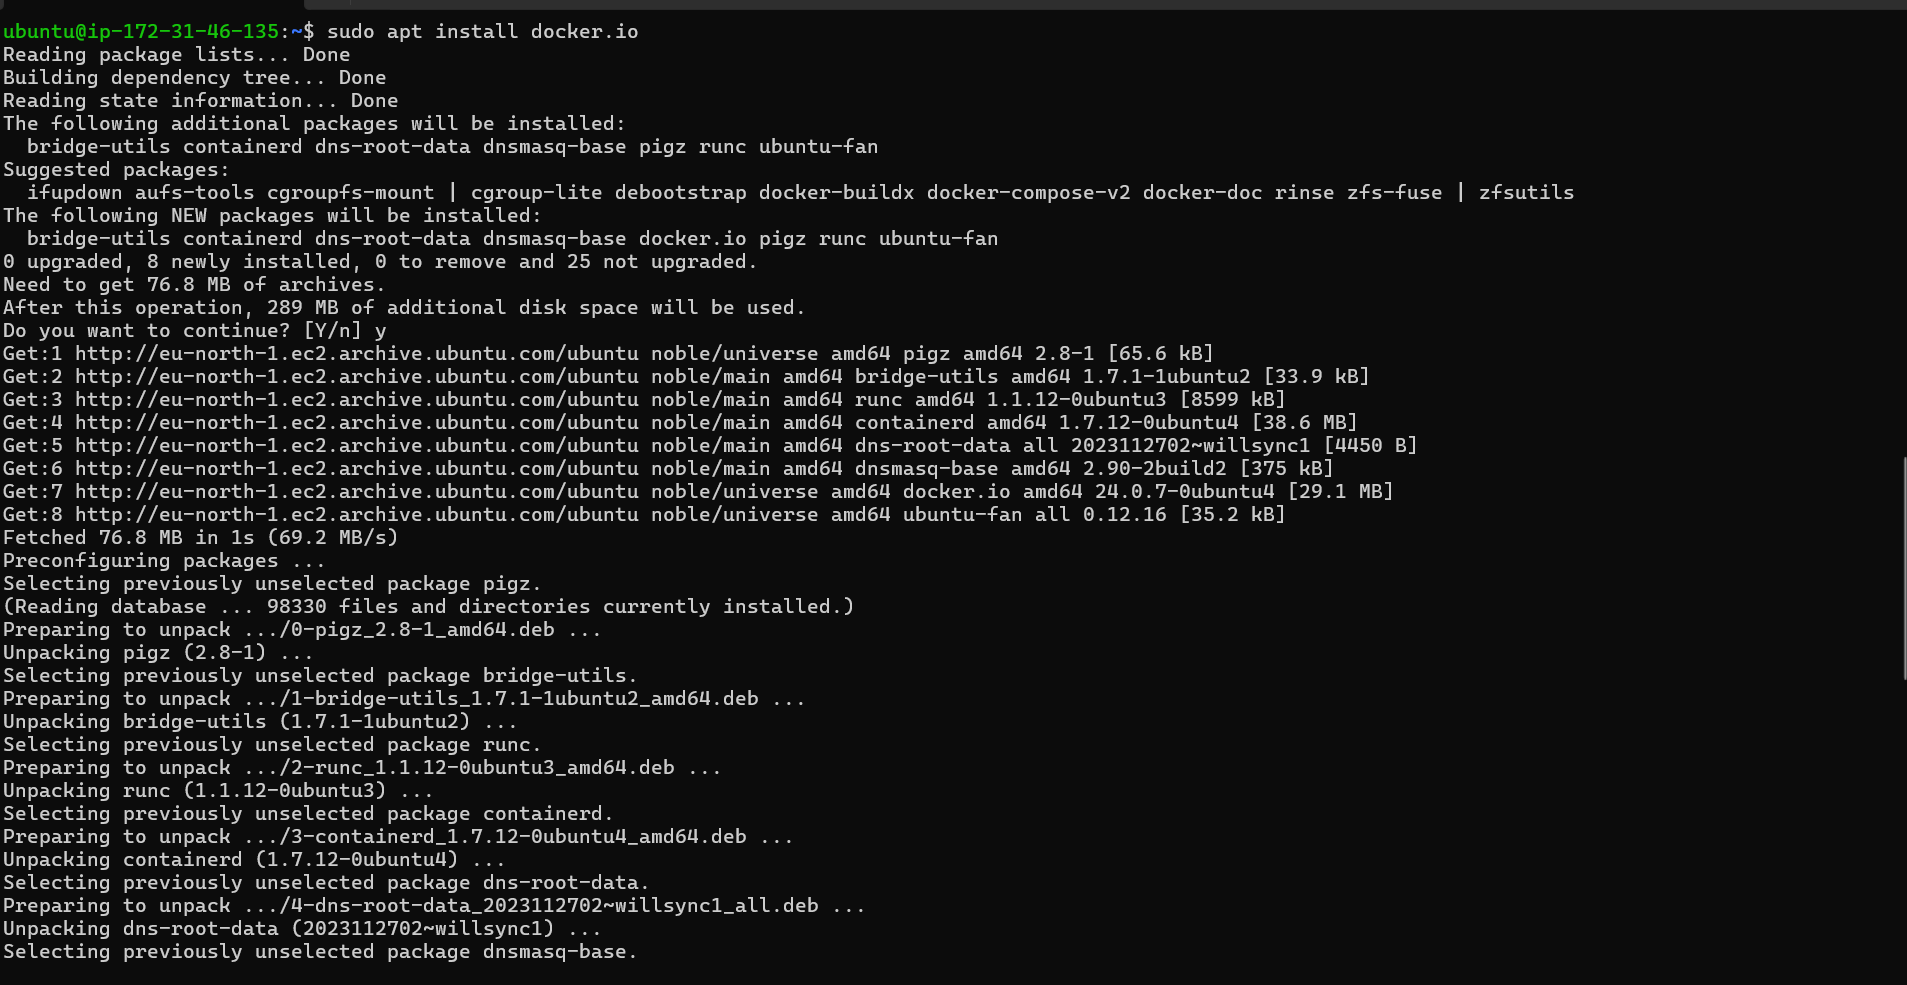 ubuntu@ip-172-31-46-135:~$ sudo apt install docker.io
Reading package lists... Done
Building dependency tree... Done
Reading state information... Done
The following additional packages will be installed:
  bridge-utils containerd dns-root-data dnsmasq-base pigz runc ubuntu-fan
Suggested packages:
  ifupdown aufs-tools cgroupfs-mount | cgroup-lite debootstrap docker-buildx docker-compose-v2 docker-doc rinse zfs-fuse | zfsutils
The following NEW packages will be installed:
  bridge-utils containerd dns-root-data dnsmasq-base docker.io pigz runc ubuntu-fan
0 upgraded, 8 newly installed, 0 to remove and 25 not upgraded.
Need to get 76.8 MB of archives.
After this operation, 289 MB of additional disk space will be used.
Do you want to continue? [Y/n] y
Get:1 http://eu-north-1.ec2.archive.ubuntu.com/ubuntu noble/universe amd64 pigz amd64 2.8-1 [65.6 kB]
Get:2 http://eu-north-1.ec2.archive.ubuntu.com/ubuntu noble/main amd64 bridge-utils amd64 1.7.1-1ubuntu2 [33.9 kB]
Get:3 http://eu-north-1.ec2.archive.ubuntu.com/ubuntu noble/main amd64 runc amd64 1.1.12-0ubuntu3 [8599 kB]
Get:4 http://eu-north-1.ec2.archive.ubuntu.com/ubuntu noble/main amd64 containerd amd64 1.7.12-0ubuntu4 [38.6 MB]
Get:5 http://eu-north-1.ec2.archive.ubuntu.com/ubuntu noble/main amd64 dns-root-data all 2023112702~willsync1 [4450 B]
Get:6 http://eu-north-1.ec2.archive.ubuntu.com/ubuntu noble/main amd64 dnsmasq-base amd64 2.90-2build2 [375 kB]
Get:7 http://eu-north-1.ec2.archive.ubuntu.com/ubuntu noble/universe amd64 docker.io amd64 24.0.7-0ubuntu4 [29.1 MB]
Get:8 http://eu-north-1.ec2.archive.ubuntu.com/ubuntu noble/universe amd64 ubuntu-fan all 0.12.16 [35.2 kB]
Fetched 76.8 MB in 1s (69.2 MB/s)
Preconfiguring packages ...
Selecting previously unselected package pigz.
(Reading database ... 98330 files and directories currently installed.)
Preparing to unpack .../0-pigz_2.8-1_amd64.deb ...
Unpacking pigz (2.8-1) ...
Selecting previously unselected package bridge-utils.
Preparing to unpack .../1-bridge-utils_1.7.1-1ubuntu2_amd64.deb ...
Unpacking bridge-utils (1.7.1-1ubuntu2) ...
Selecting previously unselected package runc.
Preparing to unpack .../2-runc_1.1.12-0ubuntu3_amd64.deb ...
Unpacking runc (1.1.12-0ubuntu3) ...
Selecting previously unselected package containerd.
Preparing to unpack .../3-containerd_1.7.12-0ubuntu4_amd64.deb ...
Unpacking containerd (1.7.12-0ubuntu4) ...
Selecting previously unselected package dns-root-data.
Preparing to unpack .../4-dns-root-data_2023112702~willsync1_all.deb ...
Unpacking dns-root-data (2023112702~willsync1) ...
Selecting previously unselected package dnsmasq-base.